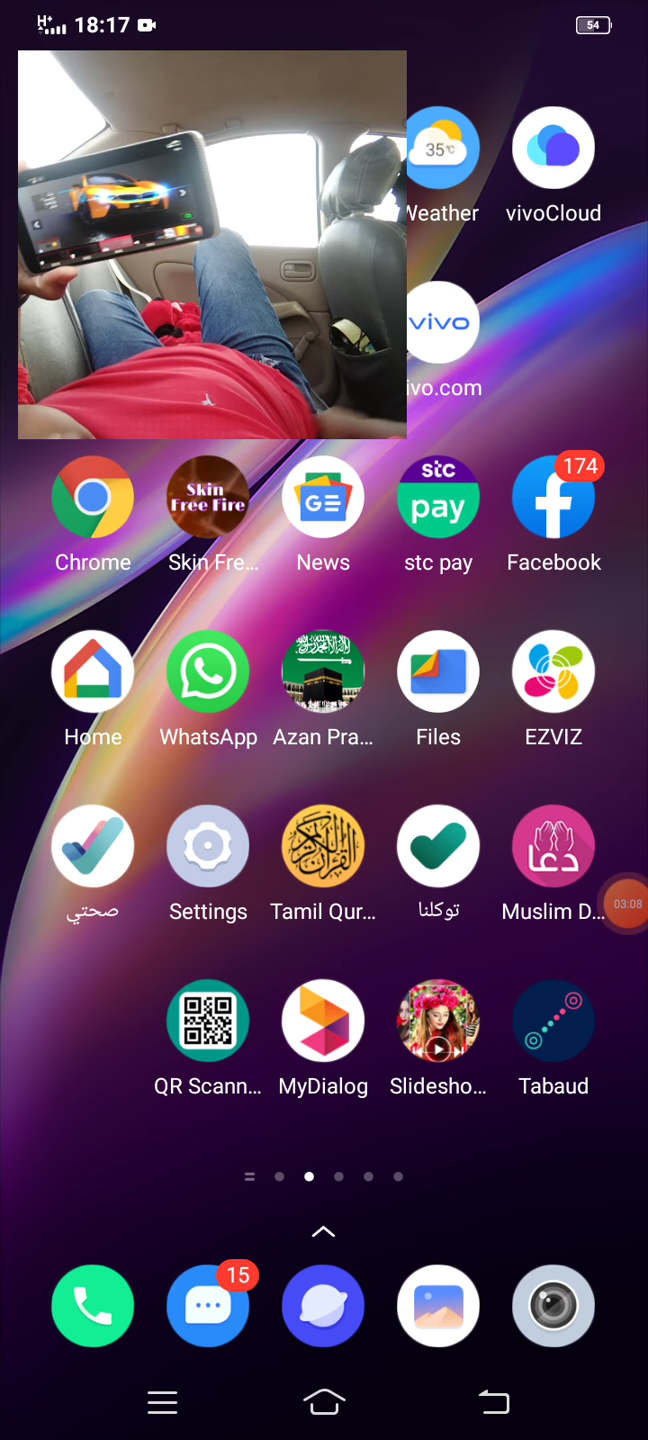 H+ 18:17 54
35°C
Weather vivoCloud
vivo
ivo.com
174
Skin
Free Fire
GE
stc
pay
Chrome Skin Fre... News stc pay Facebook
Home WhatsApp Azan Pra... Files EZVIZ
القرآن الكريم
دعا
صحتي Settings Tamil Qur... توكلنا Muslim D...
03:08
QR Scann... MyDialog Slidesho... Tabaud
15